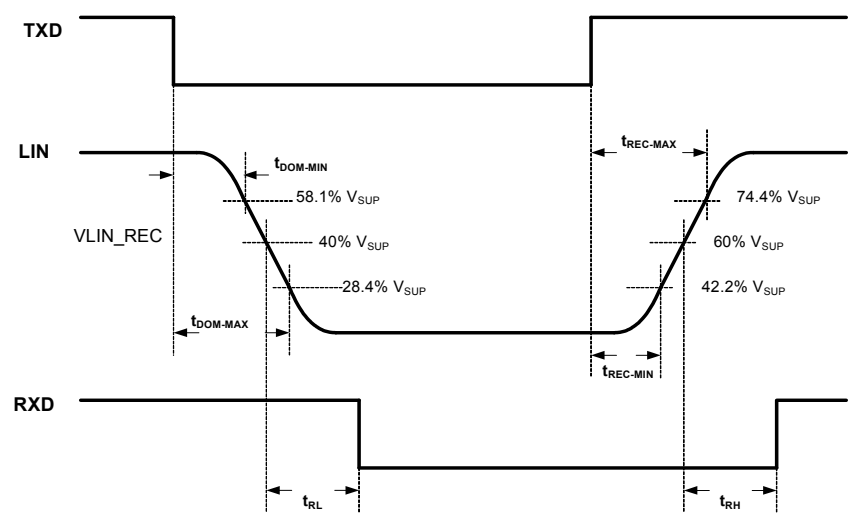 TXD
LIN
tREC-MAX
tDOM-MIN
58.1% VSUP
74.4% VSUP
VLIN_REC
40% VSUP
60% VSUP
28.4% VSUP
42.2% VSUP
tDOM-MAX
tREC-MIN
RXD
tRL
tRH